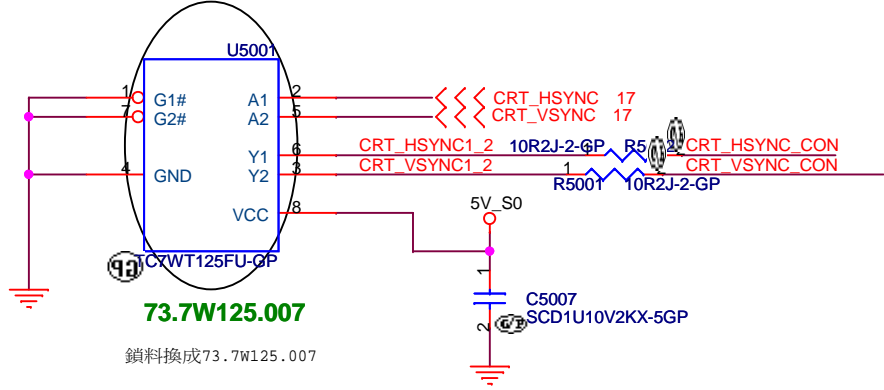 U5001
1 G1# A1 2 CRT_HSYNC 17
7 G2# A2 5 CRT_VSYNC 17
Y1 6 CRT_HSYNC1_2 10R2J-2-GP 1 CRT_HSYNC_CON
4 GND Y2 3 CRT_VSYNC1_2 1 R5001 10R2J-2-GP CRT_VSYNC_CON
VCC 8 5V_S0
TC7WT125FU-GP
GP
1
C5007
2 G/P SCD1U10V2KX-5GP
73.7W125.007
鎖料換成73.7W125.007